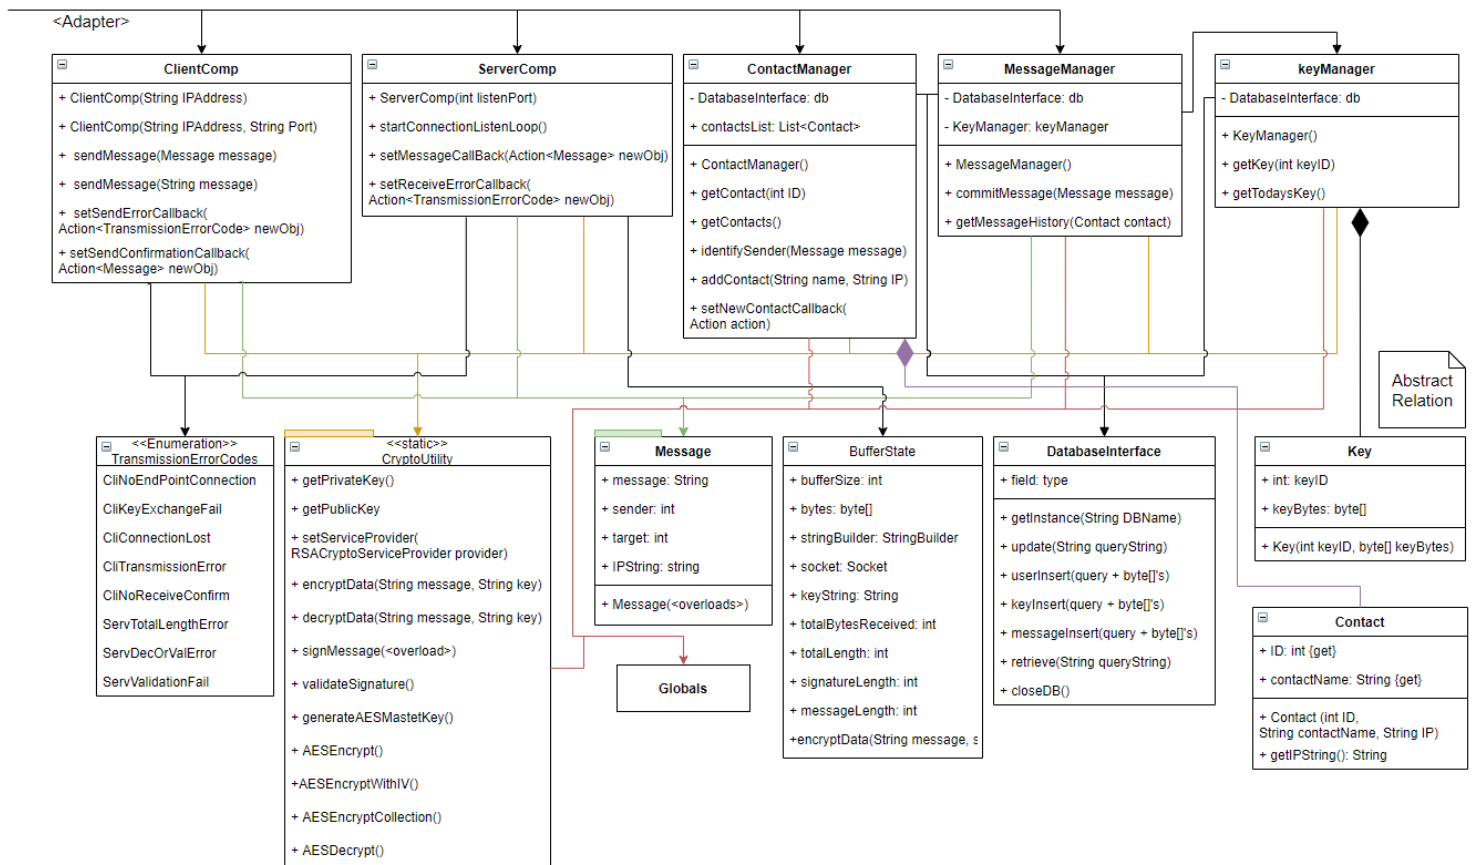 <Adapter>
ClientComp
+ ClientComp(String IPAddress)
+ ClientComp(String IPAddress, String Port)
+ sendMessage(Message message)
+ sendMessage(String message)
+ setSendErrorCallback(
Action<TransmissionErrorCode> newObj)
+ setSendConfirmationCallback(
Action<Message> newObj)
ServerComp
+ ServerComp(int listenPort)
+ startConnectionListenLoop()
+ setMessageCallBack(Action<Message> newObj)
+ setReceiveErrorCallback(
Action<TransmissionErrorCode> newObj)
ContactManager
- DatabaseInterface: db
+ contactsList: List<Contact>
+ ContactManager()
+ getContact(int ID)
+ getContacts()
+ identifySender(Message message)
+ addContact(String name, String IP)
+ setNewContactCallback(
Action action)
MessageManager
- DatabaseInterface: db
- KeyManager: keyManager
+ MessageManager()
+ commitMessage(Message message)
+ getMessageHistory(Contact contact)
keyManager
- DatabaseInterface: db
+ KeyManager()
+ getKey(int keyID)
+ getTodaysKey()
Abstract
Relation
<<Enumeration>>
TransmissionErrorCodes
CliNoEndPointConnection
CliKeyExchangeFail
CliConnectionLost
CliTransmissionError
CliNoReceiveConfirm
ServTotalLengthError
ServDecOrValError
ServValidationFail
<<static>>
CryptoUtility
+ getPrivateKey()
+ getPublicKey
+ setServiceProvider(
RSACryptoServiceProvider provider)
+ encryptData(String message, String key)
+ decryptData(String message, String key)
+ signMessage(<overload>)
+ validateSignature()
+ generateAESMastetKey()
+ AESEncrypt()
+AESEncryptWithIV()
+ AESEncryptCollection()
+ AESDecrypt()
Message
+ message: String
+ sender: int
+ target: int
+ IPString: string
+ Message(<overloads>)
Globals
BufferState
+ bufferSize: int
+ bytes: byte[]
+ stringBuilder: StringBuilder
+ socket: Socket
+ keyString: String
+ totalBytesReceived: int
+ totalLength: int
+ signatureLength: int
+ messageLength: int
+encryptData(String message, s
DatabaseInterface
+ field: type
+ getInstance(String DBName)
+ update(String queryString)
+ userInsert(query + byte[]'s)
+ keyInsert(query + byte[]'s)
+ messageInsert(query + byte[]'s)
+ retrieve(String queryString)
+ closeDB()
Key
+ int: keyID
+ keyBytes: byte[]
+ Key(int keyID, byte[] keyBytes)
Contact
+ ID: int {get}
+ contactName: String {get}
+ Contact (int ID,
String contactName, String IP)
+ getIPString(): String